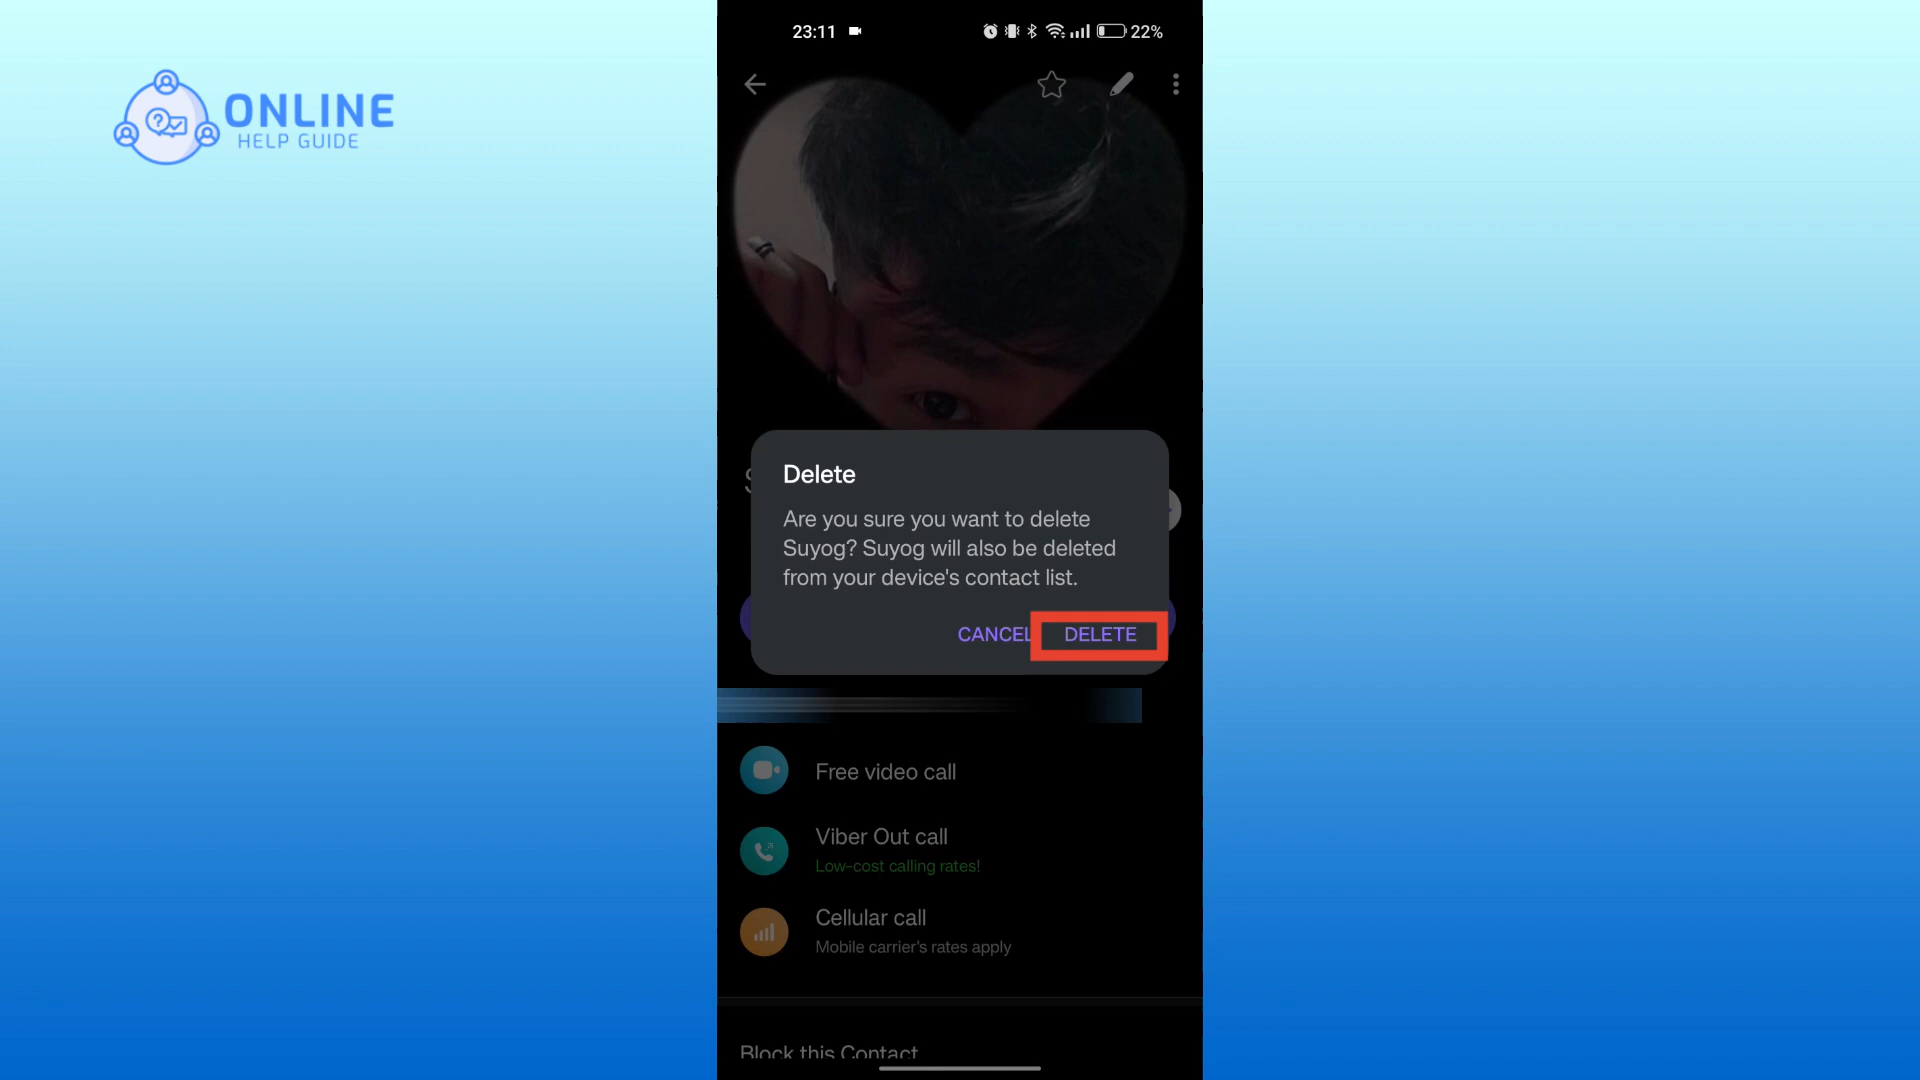 23:11
22%
ONLINE
HELP GUIDE
Delete
Are you sure you want to delete
Suyog? Suyog will also be deleted
from your device's contact list.
CANCEL
DELETE
Free video call
Viber Out call
Low-cost calling rates!
Cellular call
Mobile carrier's rates apply
Block this Contact